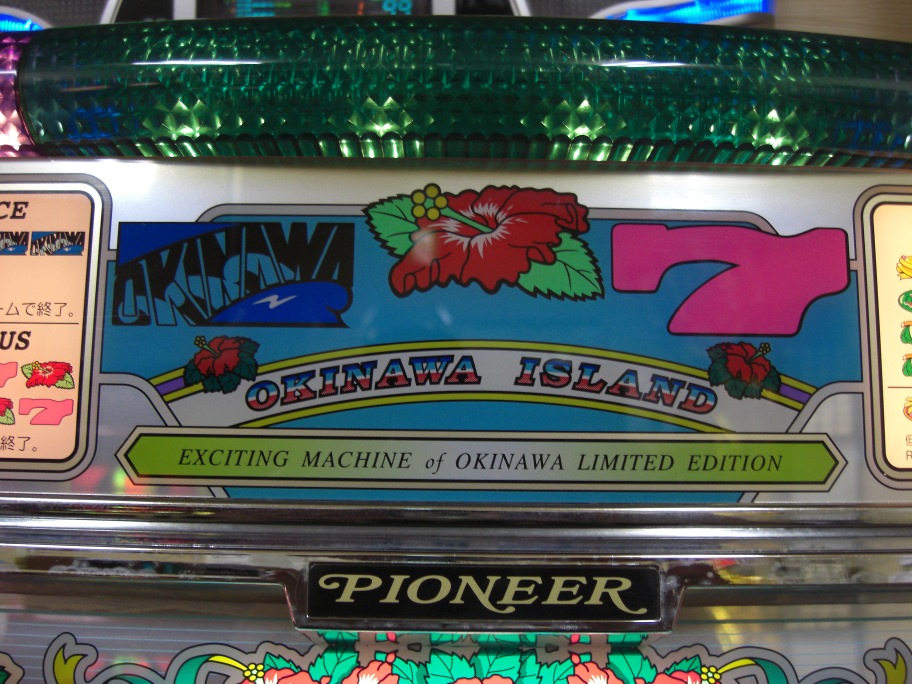 CE
ームで終了。
US
7
終了。
OKINAWA
7
OKINAWA ISLAND
EXCITING MACHINE of OKINAWA LIMITED EDITION
PIONEER